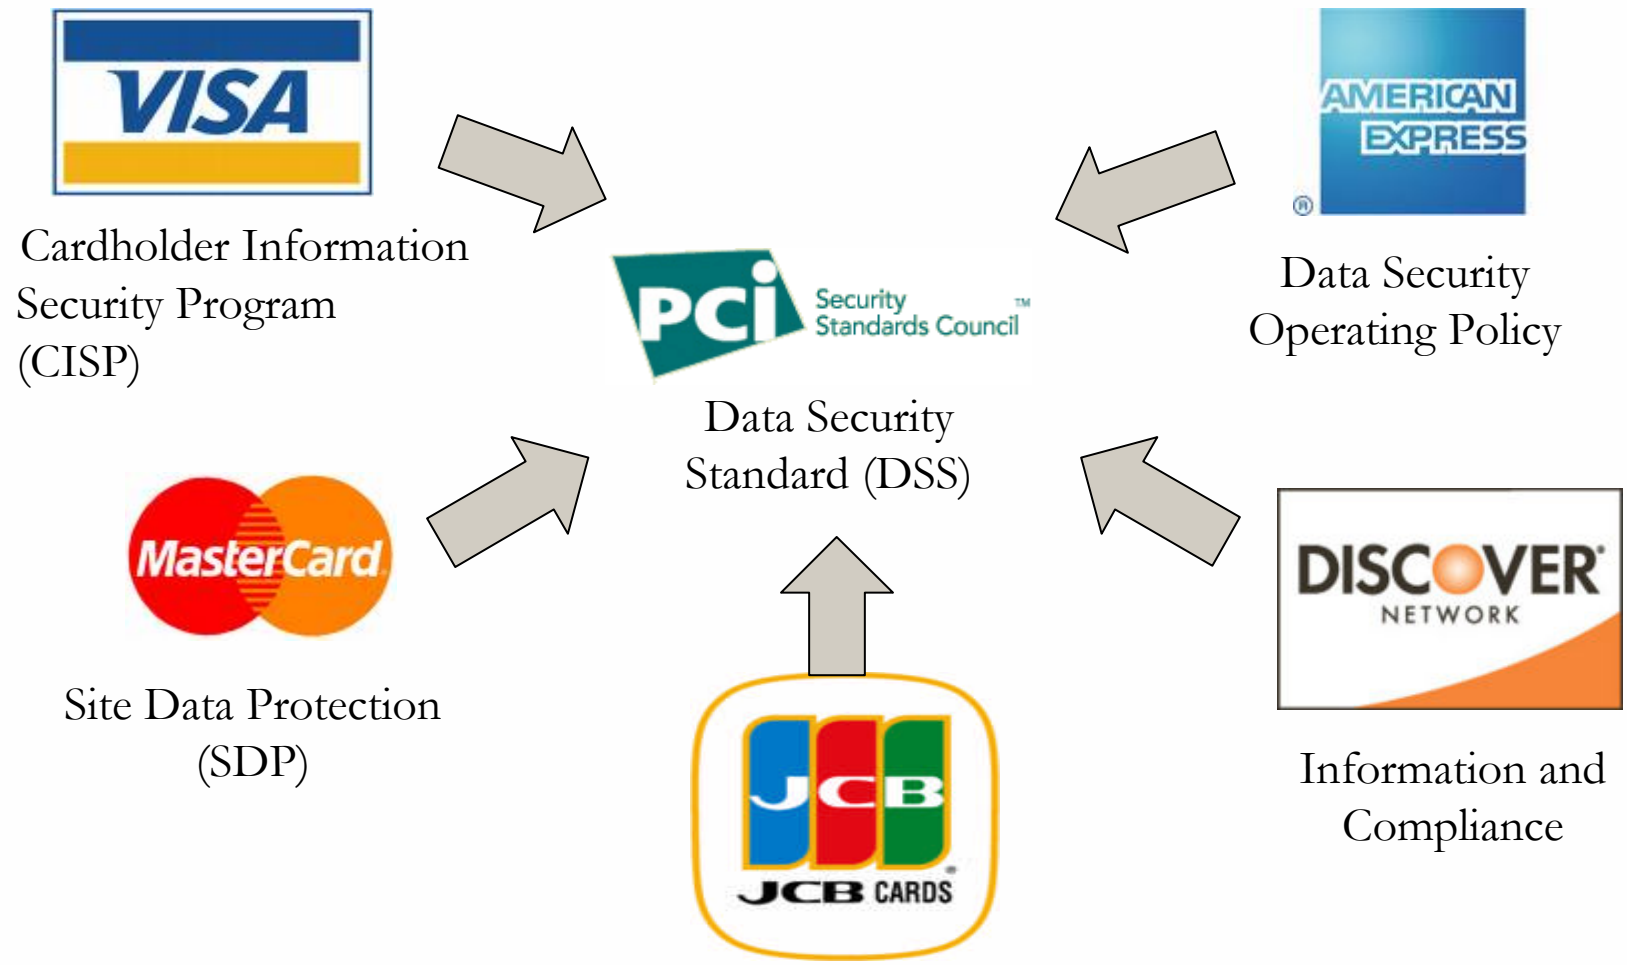 VISA
Cardholder Information
Security Program
(CISP)
AMERICAN
EXPRESS
®
Data Security
Operating Policy
PCi
Security
Standards Council™
Data Security
Standard (DSS)
MasterCard
Site Data Protection
(SDP)
JCB
JCB CARDS®
DISCOVER®
NETWORK
Information and
Compliance